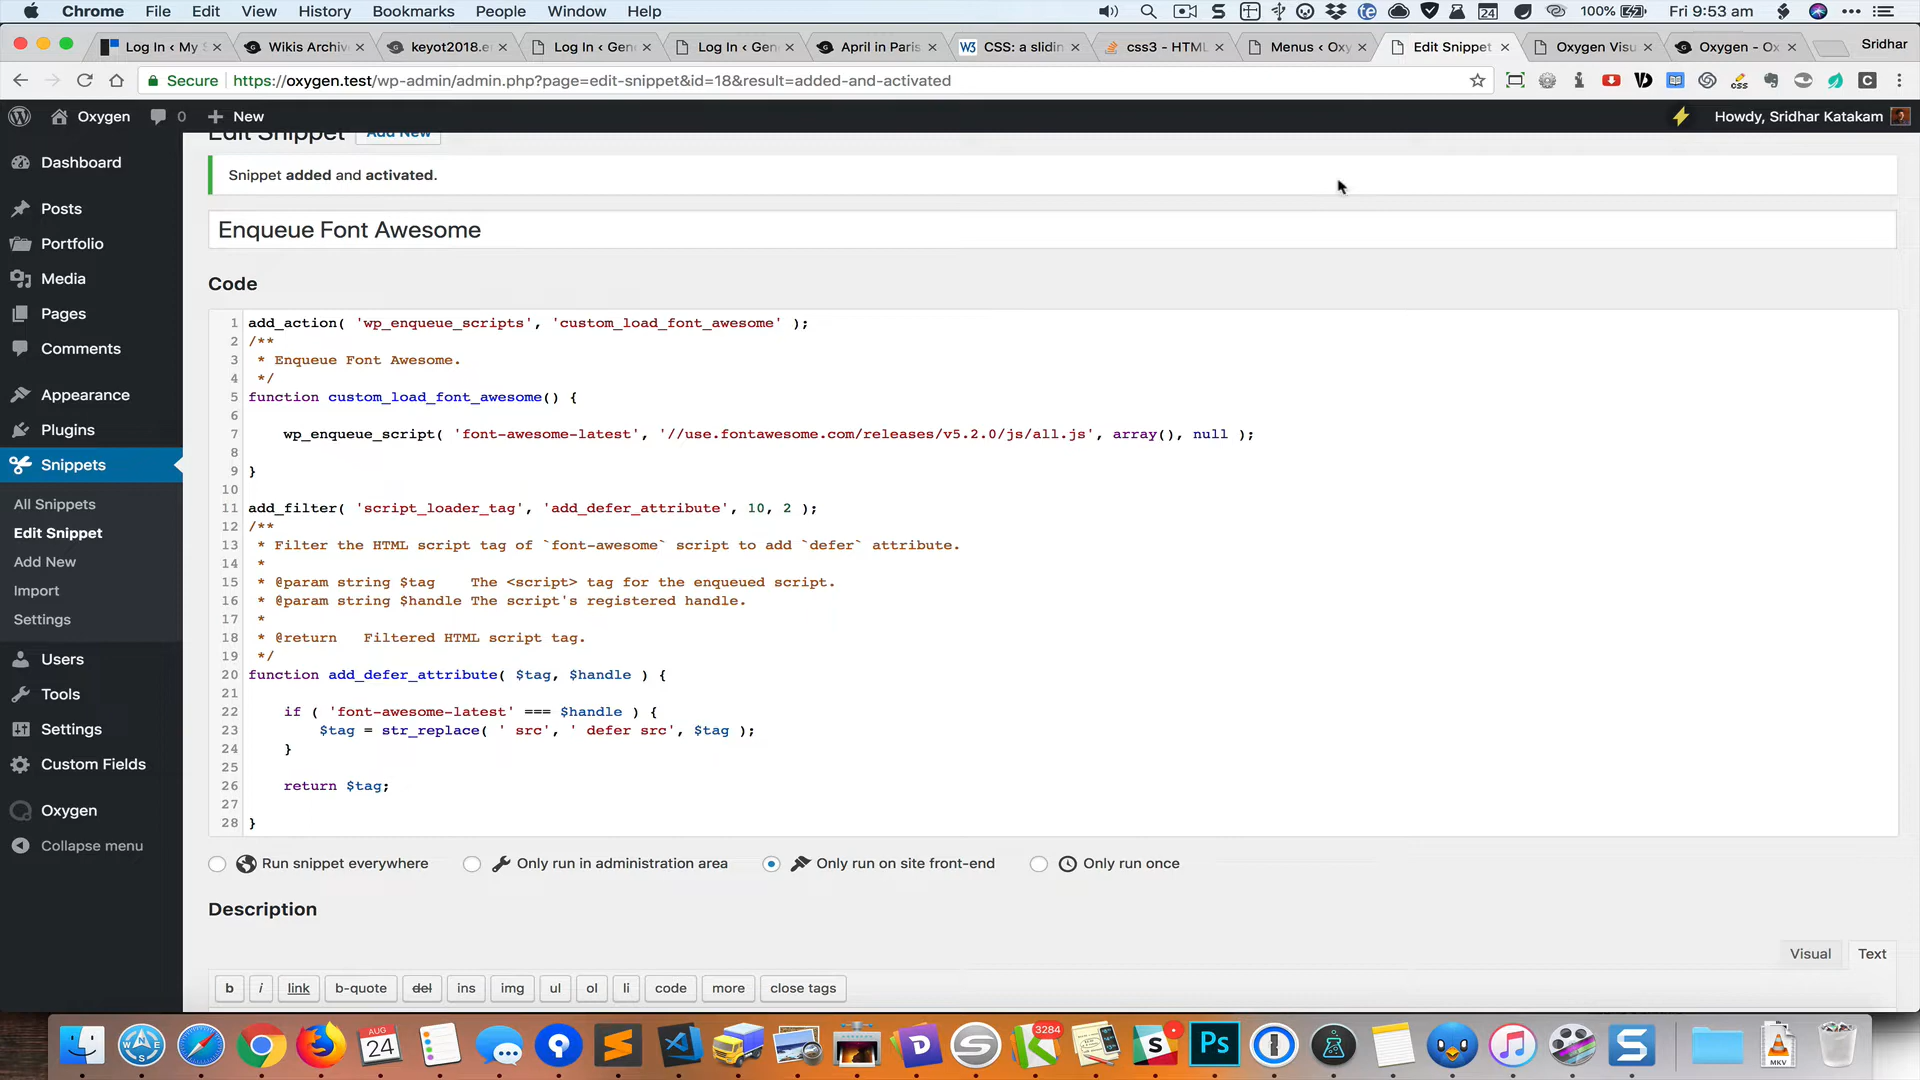 Chrome File Edit View History Bookmarks People Window Help 100% Fri 9:53 am
Log In ‹ My S Wikis Archiv keyot2018.e Log In ‹ Gen Log In ‹ Gen April in Paris CSS: a slidin css3 - HTML Menus ‹ Oxy Edit Snippet Oxygen Visu Oxygen - Ox Sridhar
Secure https://oxygen.test/wp-admin/admin.php?page=edit-snippet&id=18&result=added-and-activated
Oxygen 0 New Howdy, Sridhar Katakam
Edit Snippet Add New
Dashboard
Posts
Portfolio
Media
Pages
Comments
Appearance
Plugins
Snippets
All Snippets
Edit Snippet
Add New
Import
Settings
Users
Tools
Settings
Custom Fields
Oxygen
Collapse menu
Snippet added and activated.
Enqueue Font Awesome
Code
1 add_action( 'wp_enqueue_scripts', 'custom_load_font_awesome' );
2 /**
3 * Enqueue Font Awesome.
4 */
5 function custom_load_font_awesome() {
6
7 wp_enqueue_script( 'font-awesome-latest', '//use.fontawesome.com/releases/v5.2.0/js/all.js', array(), null );
8
9 }
10
11 add_filter( 'script_loader_tag', 'add_defer_attribute', 10, 2 );
12 /**
13 * Filter the HTML script tag of `font-awesome` script to add `defer` attribute.
14 *
15 * @param string $tag The <script> tag for the enqueued script.
16 * @param string $handle The script's registered handle.
17 *
18 * @return Filtered HTML script tag.
19 */
20 function add_defer_attribute( $tag, $handle ) {
21
22 if ( 'font-awesome-latest' === $handle ) {
23 $tag = str_replace( ' src', ' defer src', $tag );
24 }
25
26 return $tag;
27
28 }
Run snippet everywhere Only run in administration area Only run on site front-end Only run once
Description
Visual Text
b i link b-quote del ins img ul ol li code more close tags
AUG
24
3284
Ps
MKV